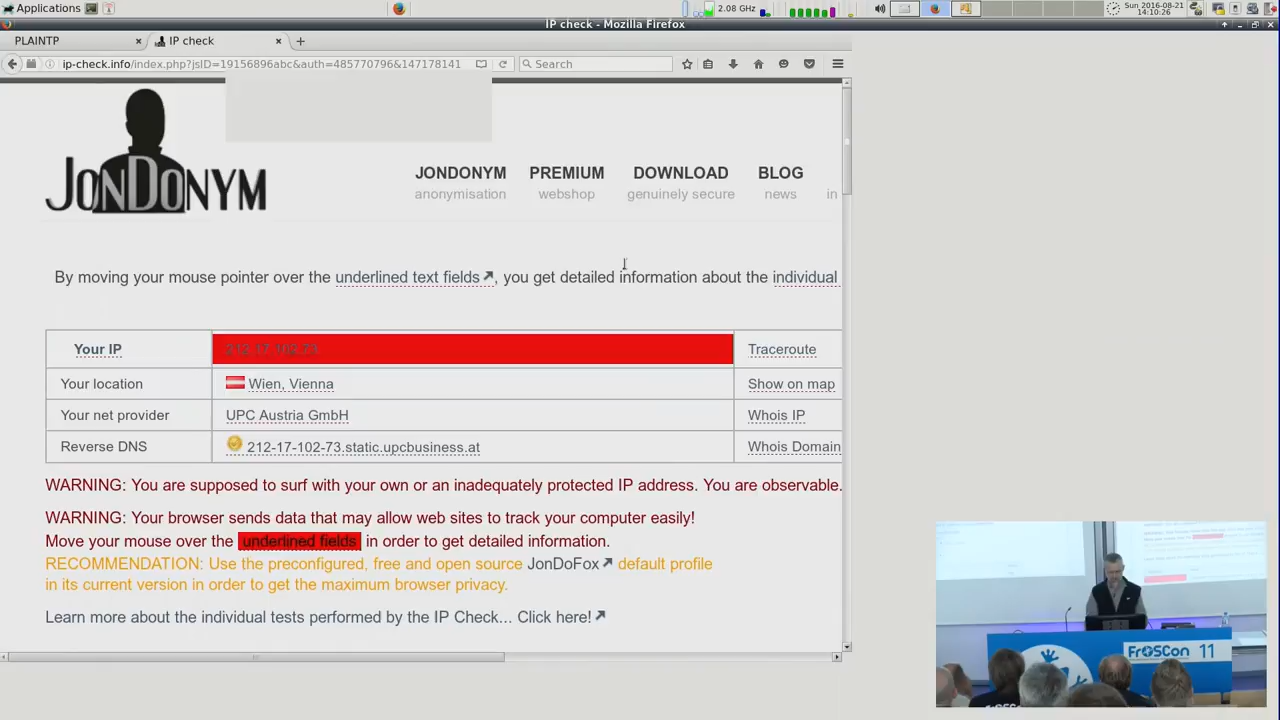 Applications
2.08 GHz
Sun 2016-08-21
14:10:26
IP check - Mozilla Firefox
PLAINTP
IP check
ip-check.info/index.php?jsID=19156896abc&auth=485770796&147178141
Search
JONDONYM
JONDONYM PREMIUM DOWNLOAD BLOG
anonymisation webshop genuinely secure news in
By moving your mouse pointer over the underlined text fields, you get detailed information about the individual
Your IP 212.17.102.73 Traceroute
Your location Wien, Vienna Show on map
Your net provider UPC Austria GmbH Whois IP
Reverse DNS 212-17-102-73.static.upcbusiness.at Whois Domain
WARNING: You are supposed to surf with your own or an inadequately protected IP address. You are observable.
WARNING: Your browser sends data that may allow web sites to track your computer easily!
Move your mouse over the underlined fields in order to get detailed information.
RECOMMENDATION: Use the preconfigured, free and open source JonDoFox default profile
in its current version in order to get the maximum browser privacy.
Learn more about the individual tests performed by the IP Check... Click here!
FrOSCon 11